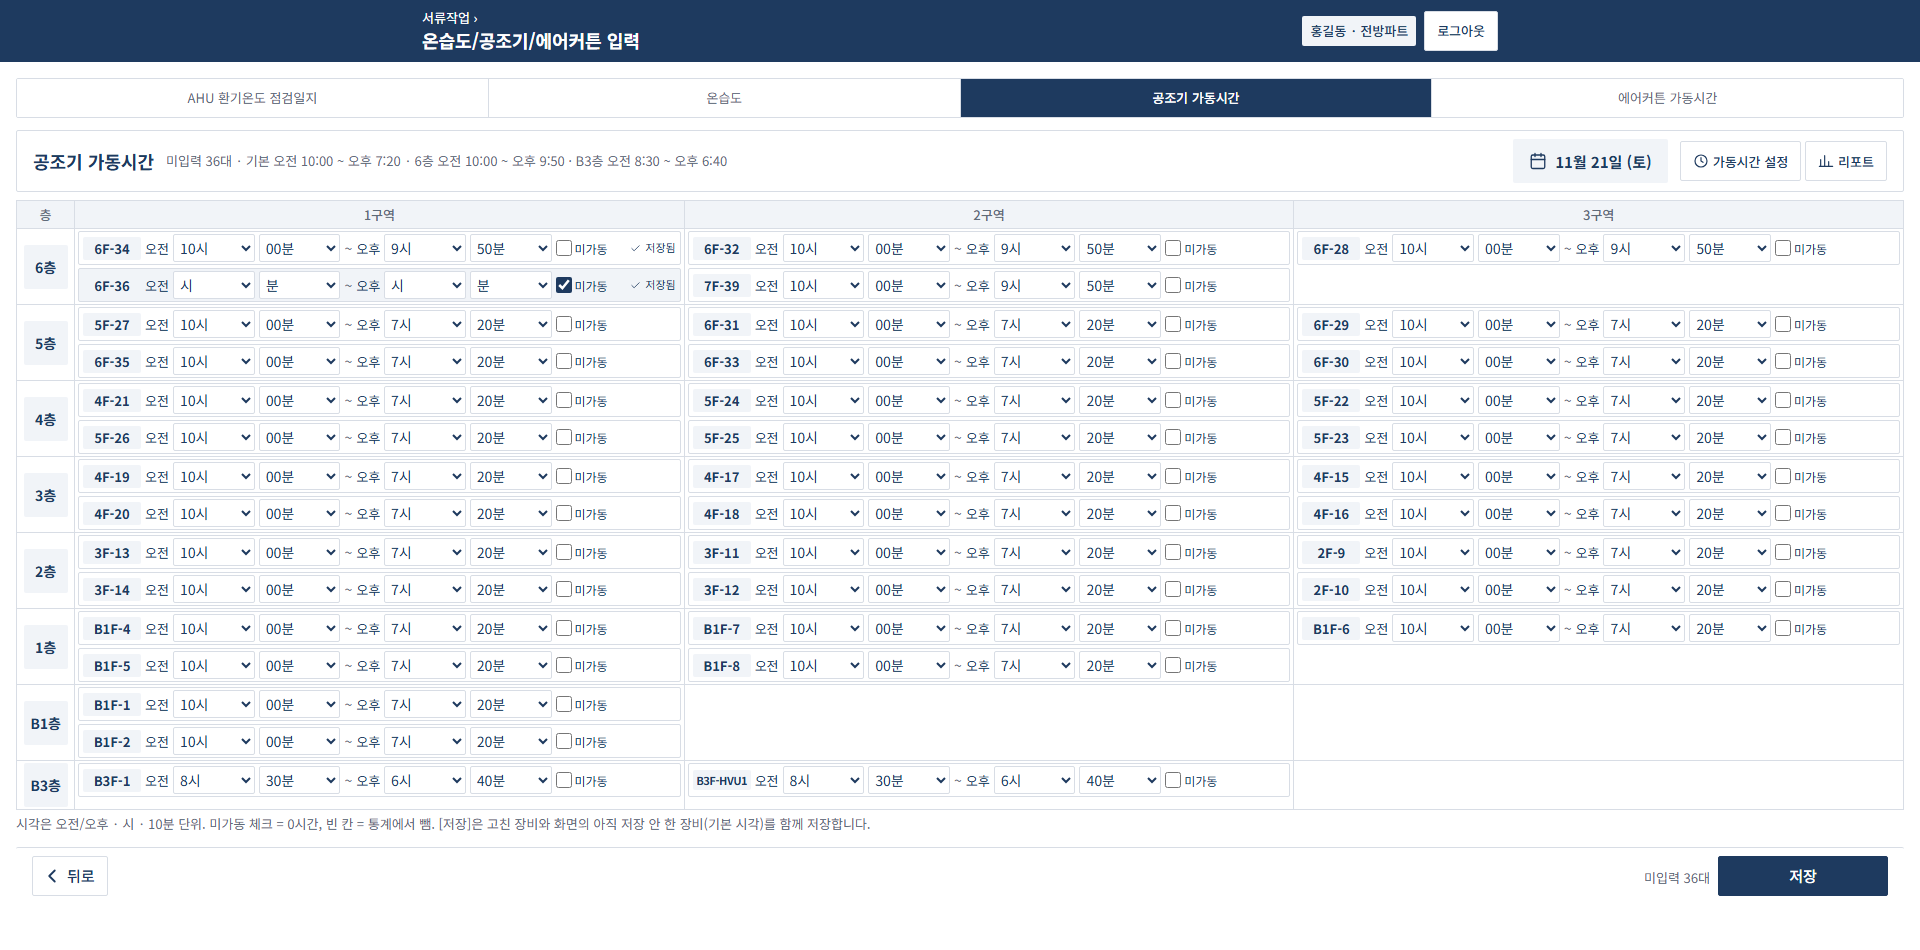 서류작업 ›
온습도/공조기/에어커튼 입력
홍길동 · 전방파트
로그아웃
AHU 환기온도 점검일지 온습도 공조기 가동시간 에어커튼 가동시간
공조기 가동시간 미입력 36대 · 기본 오전 10:00 ~ 오후 7:20 · 6층 오전 10:00 ~ 오후 9:50 · B3층 오전 8:30 ~ 오후 6:40
11월 21일 (토) 가동시간 설정 리포트
층 1구역 2구역 3구역
6층
6F-34 오전 10시 00분 ~ 오후 9시 50분 미가동 ✓ 저장됨 6F-32 오전 10시 00분 ~ 오후 9시 50분 미가동 6F-28 오전 10시 00분 ~ 오후 9시 50분 미가동
6F-36 오전 시 분 ~ 오후 시 분 미가동 ✓ 저장됨 7F-39 오전 10시 00분 ~ 오후 9시 50분 미가동
5층
5F-27 오전 10시 00분 ~ 오후 7시 20분 미가동 6F-31 오전 10시 00분 ~ 오후 7시 20분 미가동 6F-29 오전 10시 00분 ~ 오후 7시 20분 미가동
6F-35 오전 10시 00분 ~ 오후 7시 20분 미가동 6F-33 오전 10시 00분 ~ 오후 7시 20분 미가동 6F-30 오전 10시 00분 ~ 오후 7시 20분 미가동
4층
4F-21 오전 10시 00분 ~ 오후 7시 20분 미가동 5F-24 오전 10시 00분 ~ 오후 7시 20분 미가동 5F-22 오전 10시 00분 ~ 오후 7시 20분 미가동
5F-26 오전 10시 00분 ~ 오후 7시 20분 미가동 5F-25 오전 10시 00분 ~ 오후 7시 20분 미가동 5F-23 오전 10시 00분 ~ 오후 7시 20분 미가동
3층
4F-19 오전 10시 00분 ~ 오후 7시 20분 미가동 4F-17 오전 10시 00분 ~ 오후 7시 20분 미가동 4F-15 오전 10시 00분 ~ 오후 7시 20분 미가동
4F-20 오전 10시 00분 ~ 오후 7시 20분 미가동 4F-18 오전 10시 00분 ~ 오후 7시 20분 미가동 4F-16 오전 10시 00분 ~ 오후 7시 20분 미가동
2층
3F-13 오전 10시 00분 ~ 오후 7시 20분 미가동 3F-11 오전 10시 00분 ~ 오후 7시 20분 미가동 2F-9 오전 10시 00분 ~ 오후 7시 20분 미가동
3F-14 오전 10시 00분 ~ 오후 7시 20분 미가동 3F-12 오전 10시 00분 ~ 오후 7시 20분 미가동 2F-10 오전 10시 00분 ~ 오후 7시 20분 미가동
1층
B1F-4 오전 10시 00분 ~ 오후 7시 20분 미가동 B1F-7 오전 10시 00분 ~ 오후 7시 20분 미가동 B1F-6 오전 10시 00분 ~ 오후 7시 20분 미가동
B1F-5 오전 10시 00분 ~ 오후 7시 20분 미가동 B1F-8 오전 10시 00분 ~ 오후 7시 20분 미가동
B1층
B1F-1 오전 10시 00분 ~ 오후 7시 20분 미가동
B1F-2 오전 10시 00분 ~ 오후 7시 20분 미가동
B3층
B3F-1 오전 8시 30분 ~ 오후 6시 40분 미가동 B3F-HVU1 오전 8시 30분 ~ 오후 6시 40분 미가동
시각은 오전/오후 · 시 · 10분 단위. 미가동 체크 = 0시간, 빈 칸 = 통계에서 뺌. [저장]은 고친 장비와 화면의 아직 저장 안 한 장비(기본 시각)를 함께 저장합니다.
뒤로 미입력 36대 저장